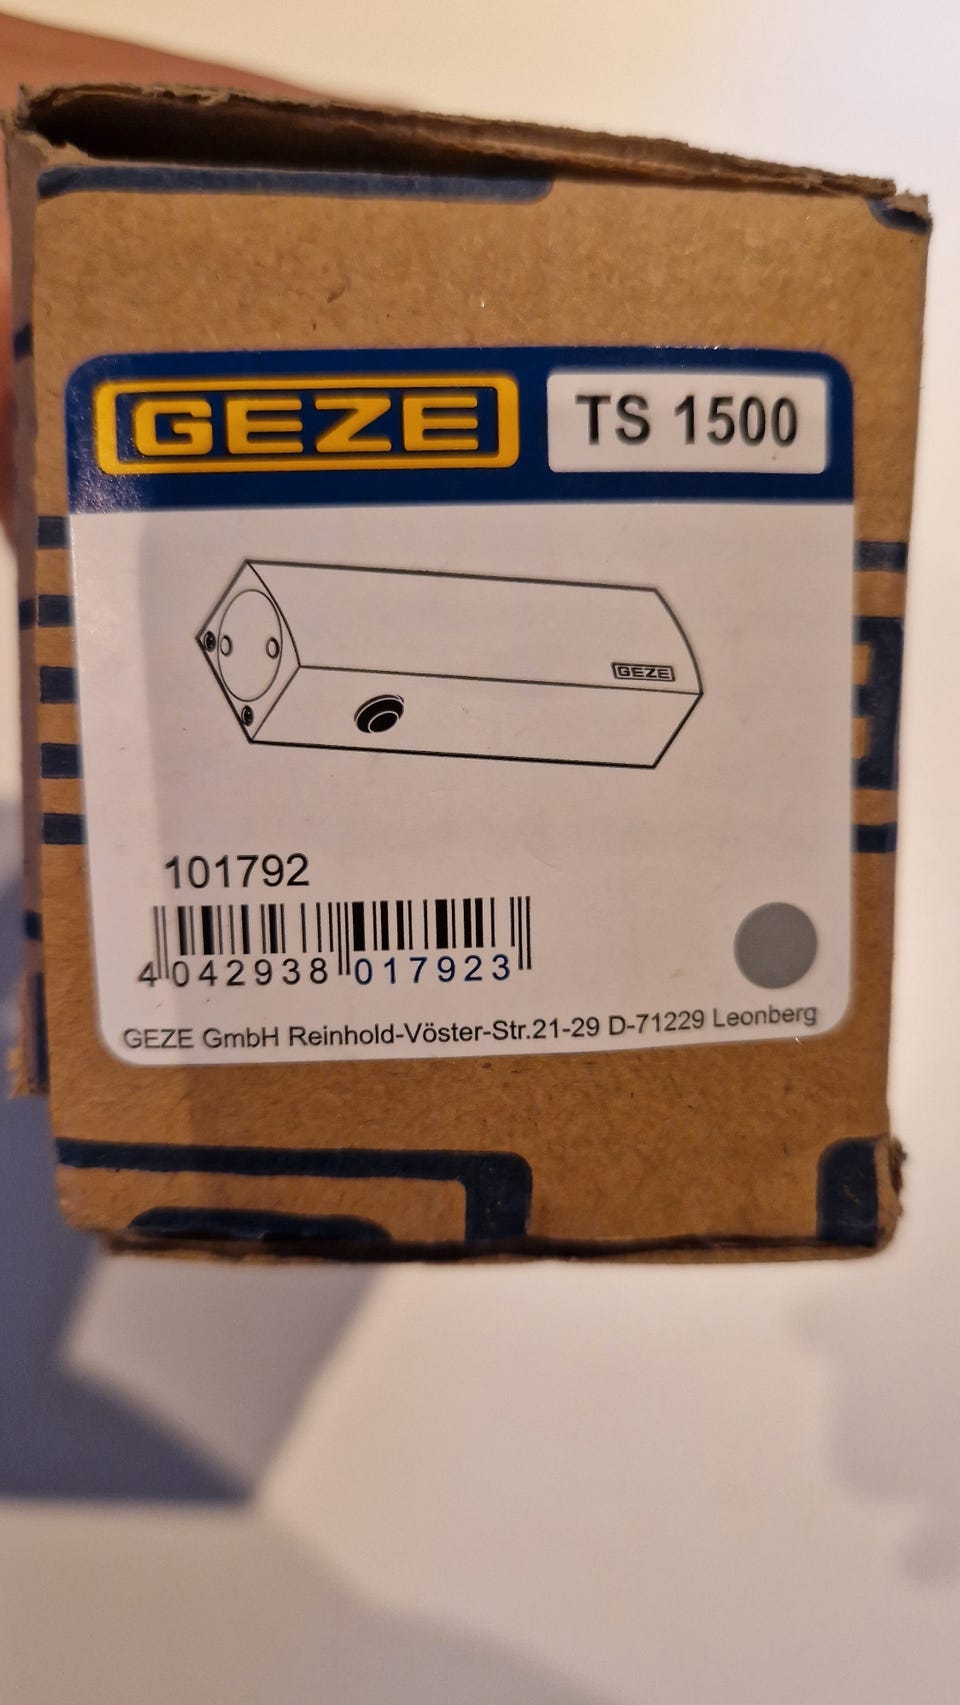 GEZE
TS 1500
GEZE
101792
4 042938 017923
GEZE GmbH Reinhold-Vöster-Str.21-29 D-71229 Leonberg